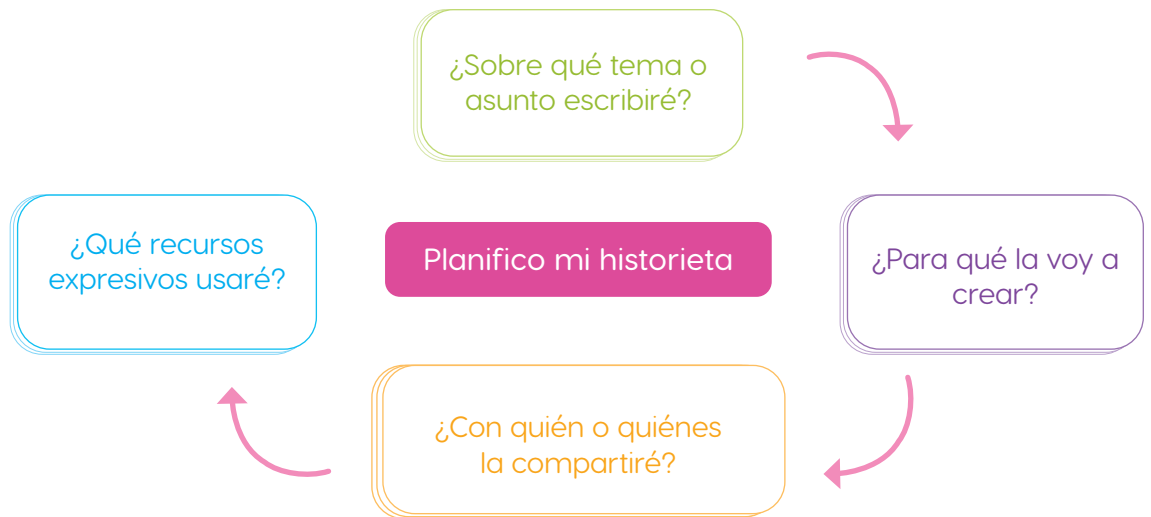 ¿Sobre qué tema o
asunto escribiré?
¿Qué recursos
expresivos usaré?
Planifico mi historieta
¿Para qué la voy a
crear?
¿Con quién o quiénes
la compartiré?